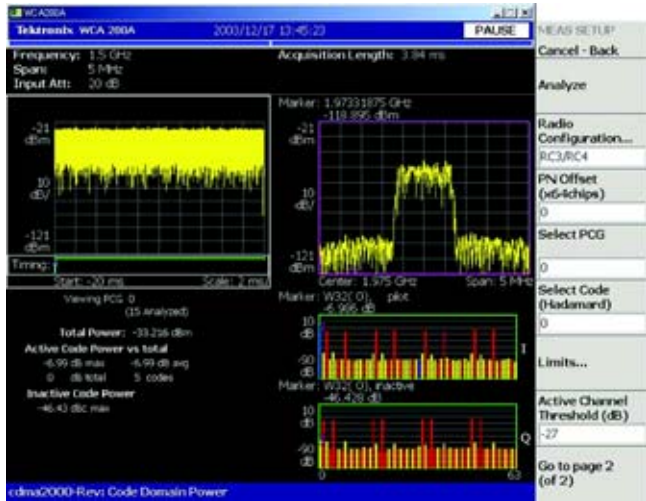 WCA200A
Tektronix WCA 200A 2003/12/17 13:45:23 PAUSE
MEAS SETUP
Cancel - Back
Frequency: 1.5 GHz
Acquisition Length: 3.84 ms
Span: 5 MHz
Input Att: 20 dB
Analyze
Marker: 1.97331875 GHz
-118.895 dBm
-21
dBm
10
dB/
-121
dBm
Timing:
Start: -20 ms Scale: 2 ms/
-21
dBm
10
dB/
-121
dBm
Center: 1.975 GHz Span: 5 MHz
Radio
Configuration...
RC3/RC4
PN Offset
(x64chips)
0
Select PCG
0
Select Code
(Hadamard)
0
Limits...
Active Channel
Threshold (dB)
-27
Go to page 2
(of 2)
Viewing PCG 0
(15 Analyzed)
Total Power: -33.216 dBm
Active Code Power vs total
-6.99 dB max -6.99 dB avg
0 dB total 5 codes
Inactive Code Power
-46.43 dBc max
Marker: W32( 0), pilot
-6.985 dB
10
dB
-90
dB
I
Marker: W32( 0), inactive
-46.428 dB
10
dB
-90
dB
Q
0 63
cdma2000-Rev: Code Domain Power